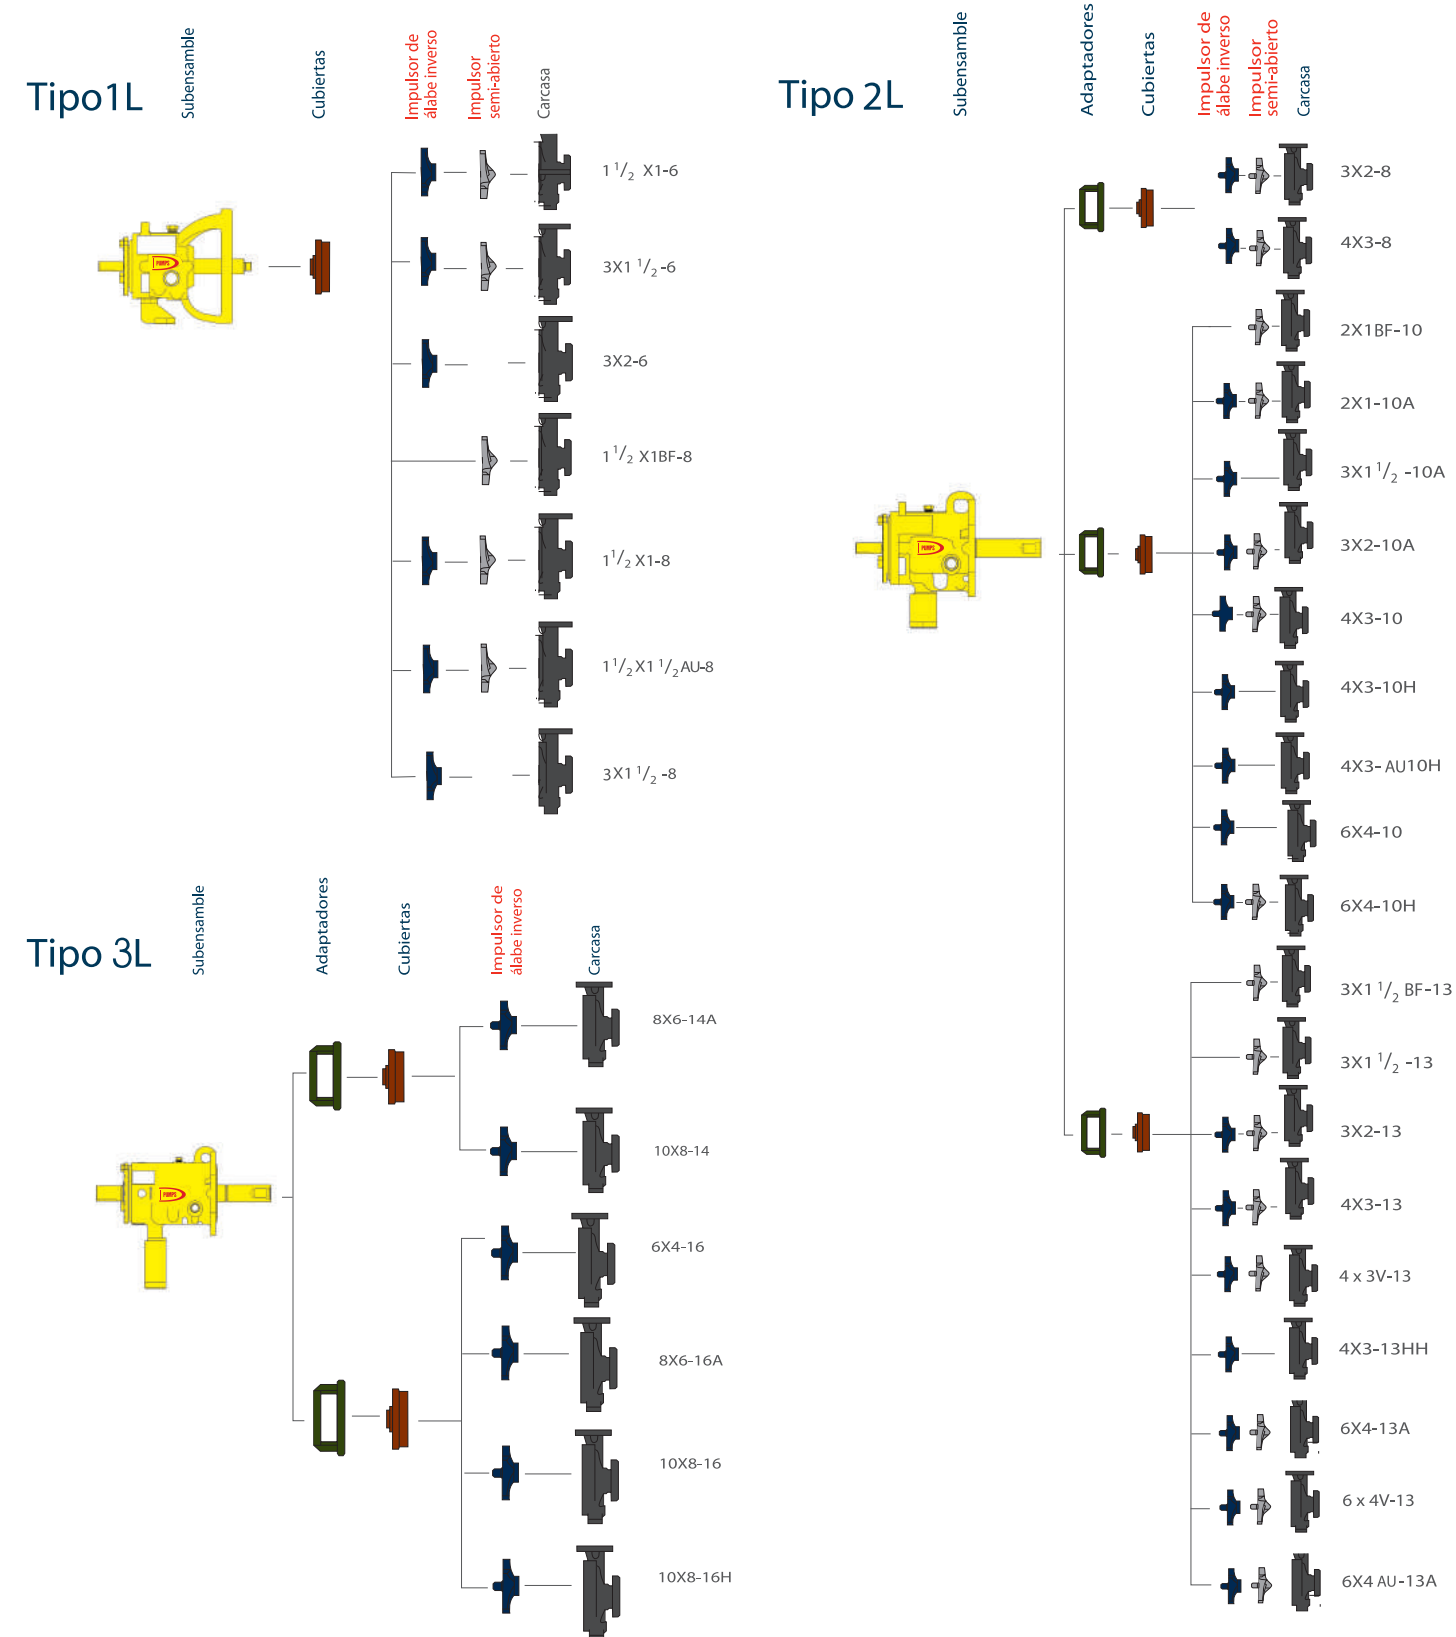 Tipo1L
Subensamble
Cubiertas
Impulsor de
álabe inverso
Impulsor
semi-abierto
Carcasa
PUMPS
1 1/2 X1-6
3X1 1/2-6
3X2-6
1 1/2 X1BF-8
1 1/2 X1-8
1 1/2 X1 1/2 AU-8
3X1 1/2 -8
Tipo 2L
Subensamble
Adaptadores
Cubiertas
Impulsor de
álabe inverso
Impulsor
semi-abierto
Carcasa
PUMPS
3X2-8
4X3-8
2X1BF-10
2X1-10A
3X1 1/2 -10A
3X2-10A
4X3-10
4X3-10H
4X3- AU10H
6X4-10
6X4-10H
3X1 1/2 BF-13
3X1 1/2 -13
3X2-13
4X3-13
4 x 3V-13
4X3-13HH
6X4-13A
6 x 4V-13
6X4 AU-13A
Tipo 3L
Subensamble
Adaptadores
Cubiertas
Impulsor de
álabe inverso
Carcasa
PUMPS
8X6-14A
10X8-14
6X4-16
8X6-16A
10X8-16
10X8-16H